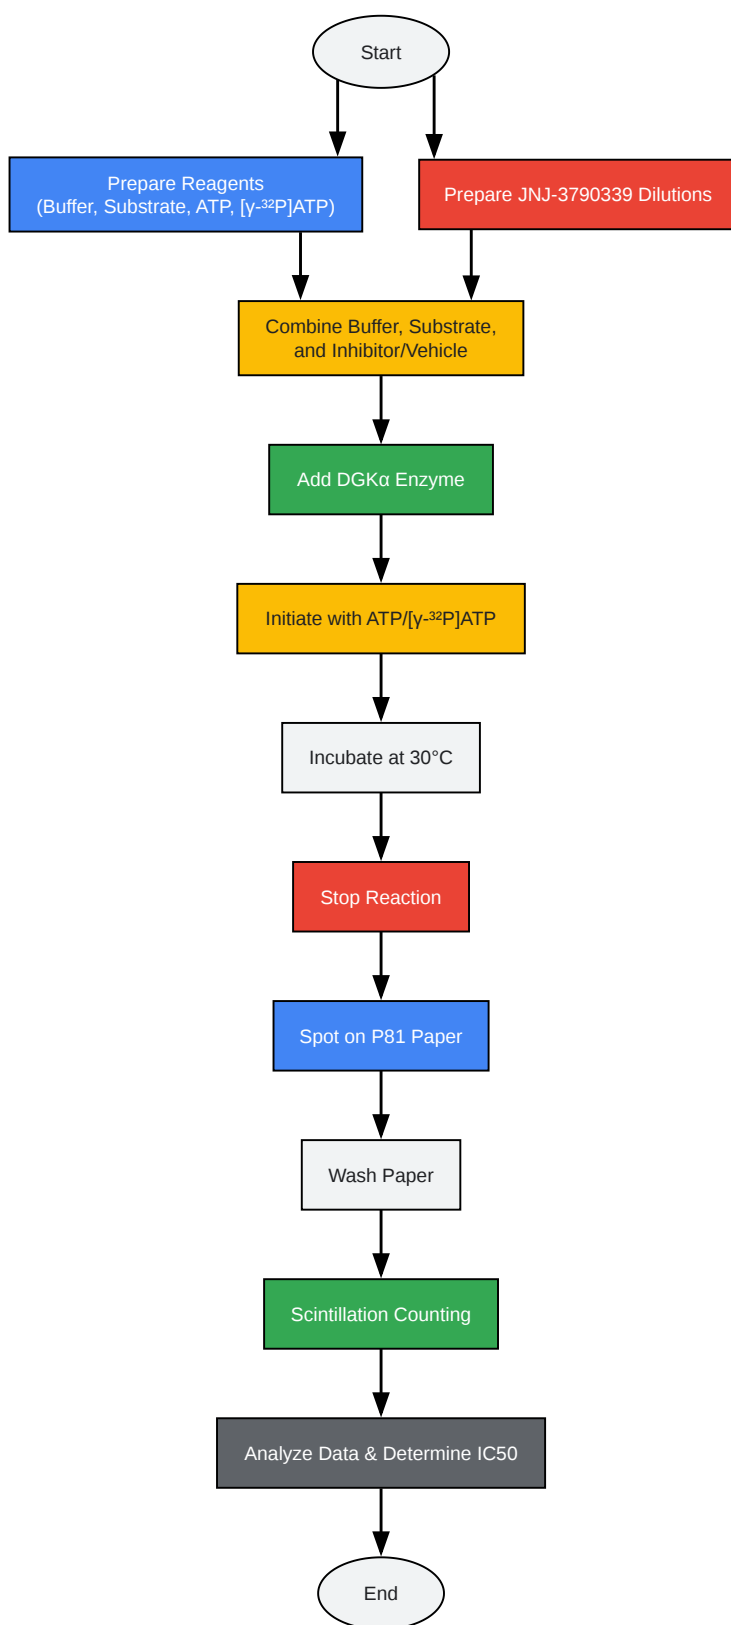 Start
Prepare Reagents
(Buffer, Substrate, ATP, [γ-³²P]ATP)
Prepare JNJ-3790339 Dilutions
Combine Buffer, Substrate,
and Inhibitor/Vehicle
Add DGKα Enzyme
Initiate with ATP/[γ-³²P]ATP
Incubate at 30°C
Stop Reaction
Spot on P81 Paper
Wash Paper
Scintillation Counting
Analyze Data & Determine IC50
End